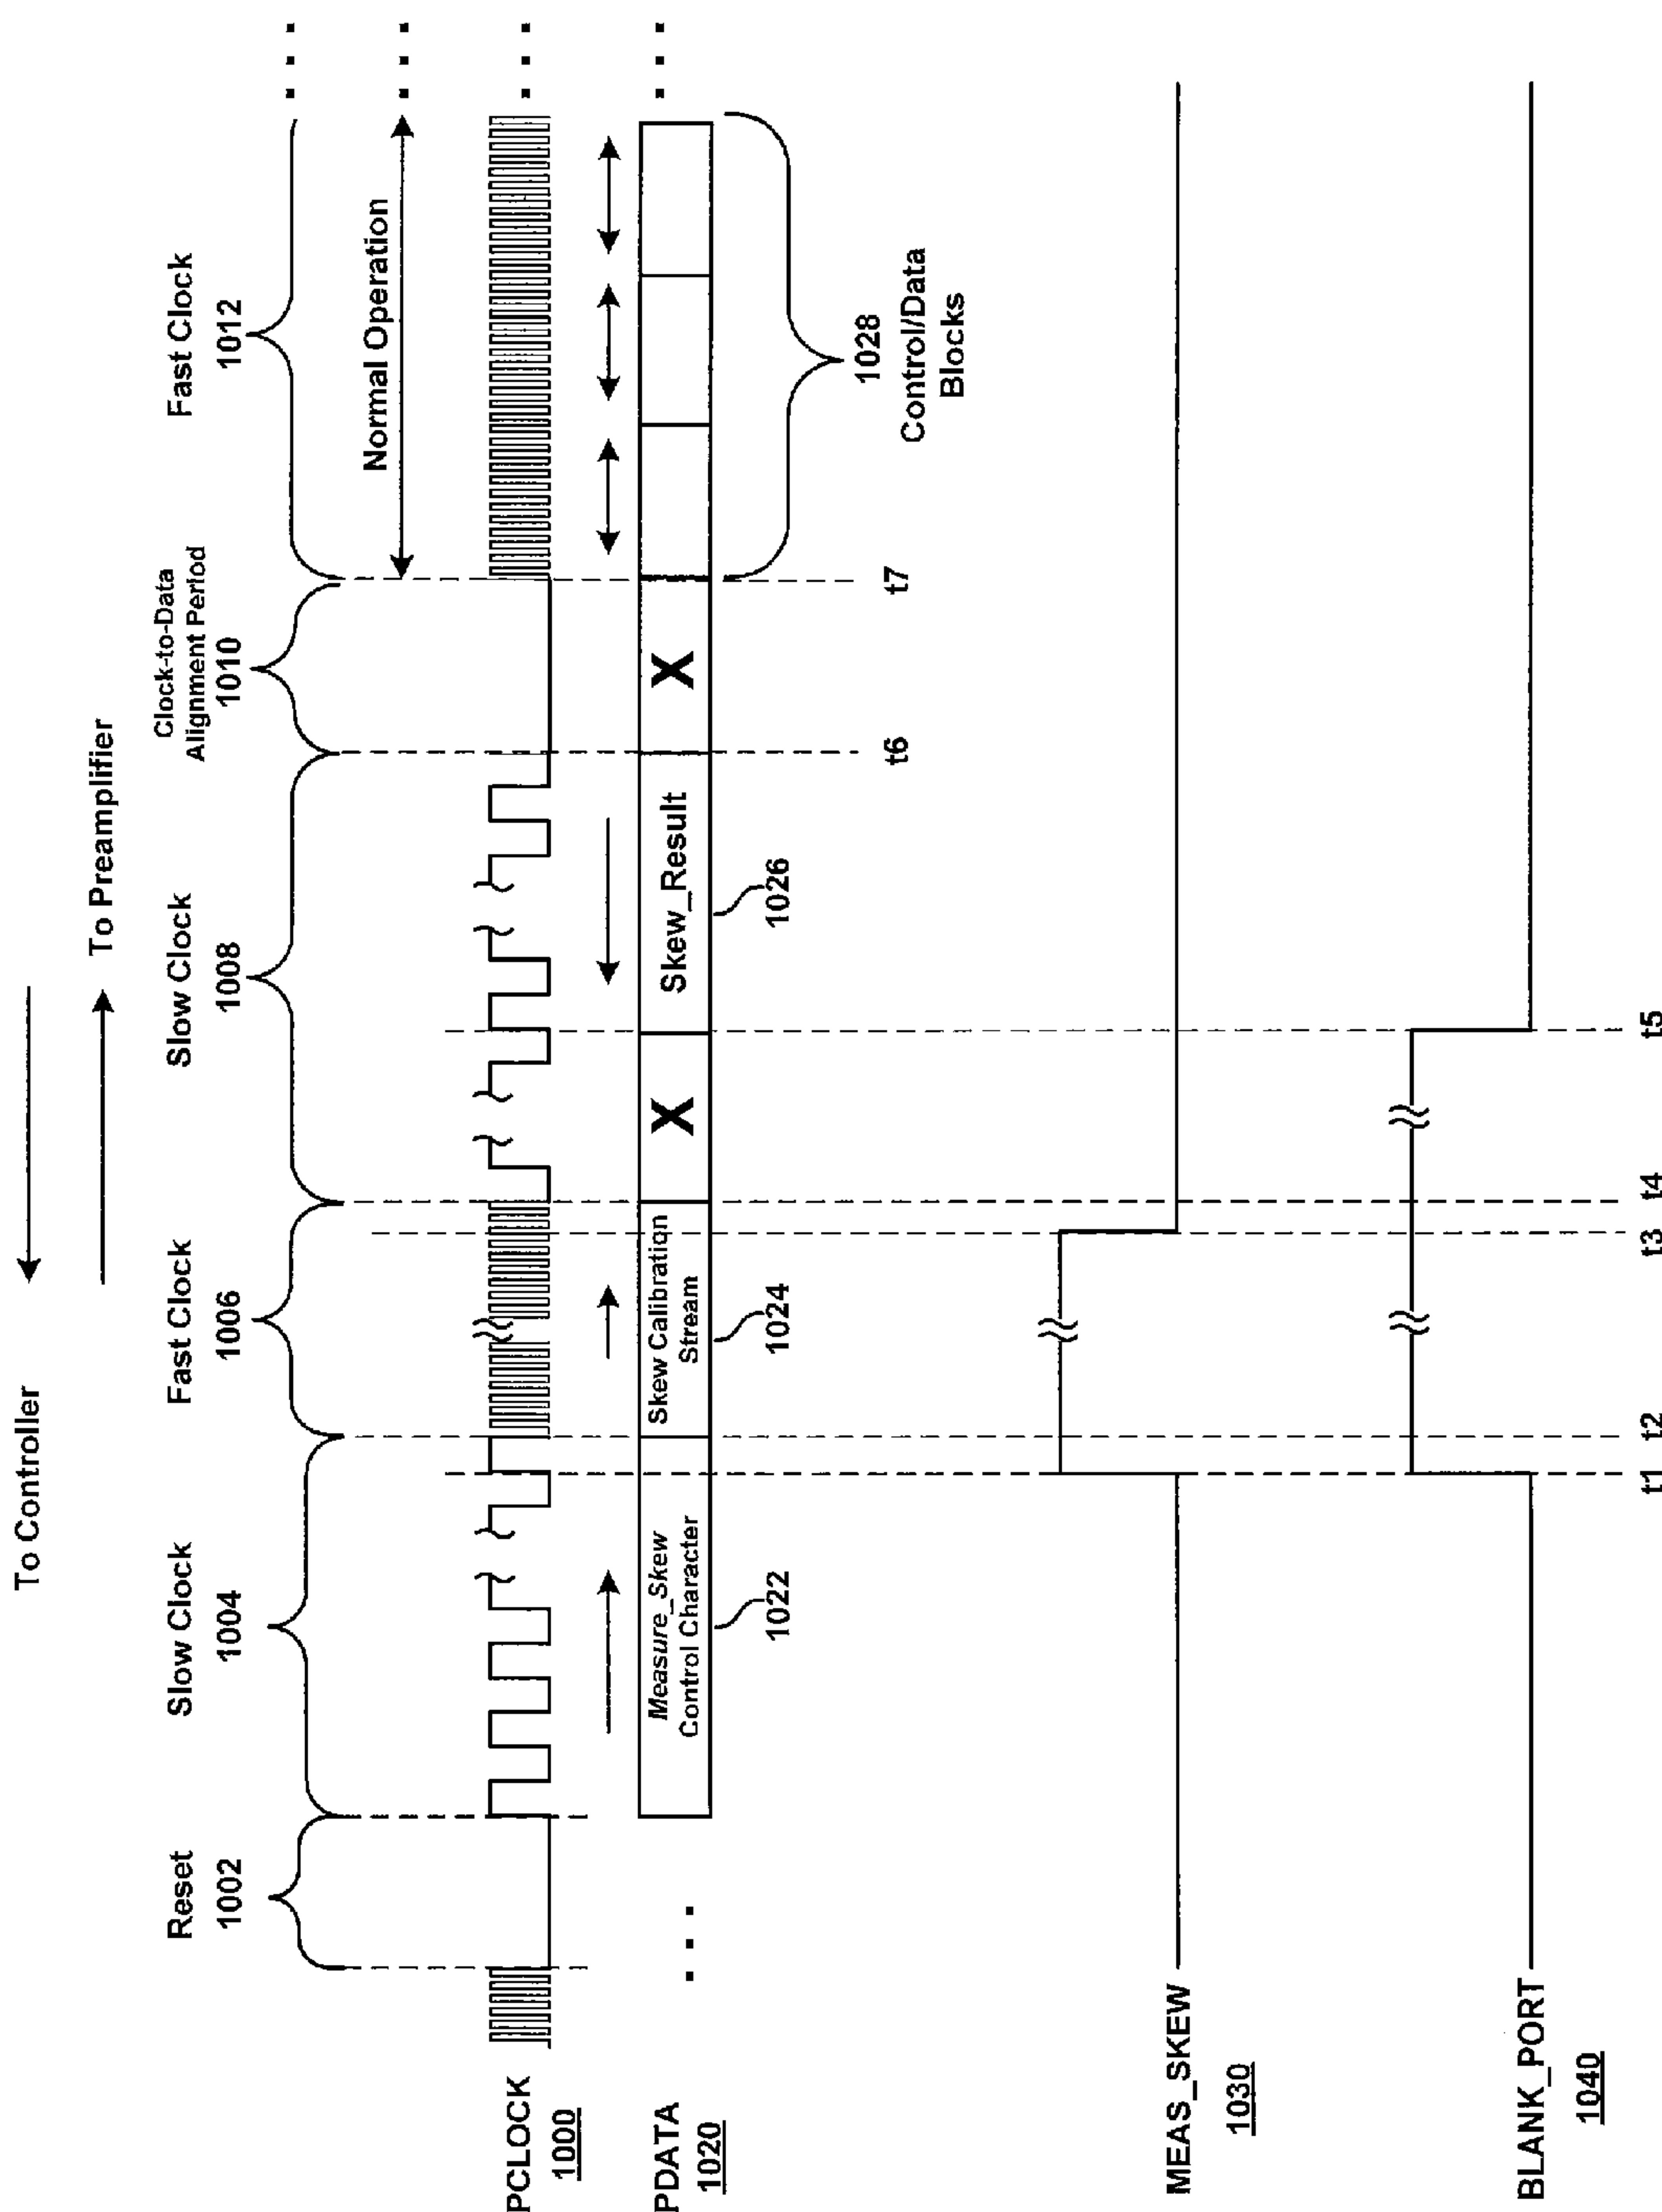 To Controller
To Preamplifier
Reset
1002
Slow Clock
1004
Fast Clock
1006
Slow Clock
1008
Clock-to-Data
Alignment Period
1010
Fast Clock
1012
Normal Operation
PCLOCK
1000
PDATA
1020
Measure_Skew
Control Character
1022
Skew Calibration
Stream
1024
X
Skew_Result
1026
X
1028
Control/Data
Blocks
t6
t7
MEAS_SKEW
1030
BLANK_PORT
1040
t1
t2
t3
t4
t5